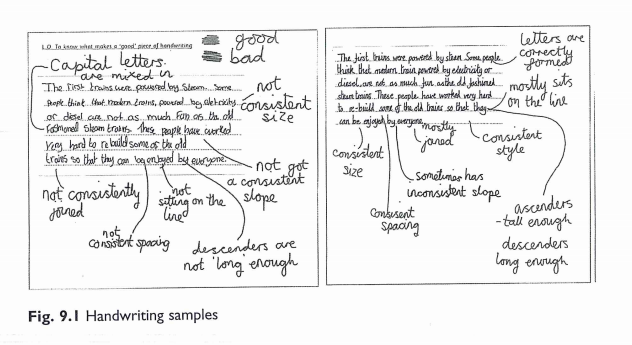 L.O. To know what makes a 'good' piece of handwriting
good
bad
Capital letters
are mixed in
The first trains were powered by Steam. Some
people think that modern trains, powered by electricity
or diesel are not as much Fun as the old
fashioned Steam trains. These people have worked
very hard to rebuild some of the old
trains so that they can be enjoyed by everyone.
not
consistent
size
not got
a consistent
slope
not consistently
joined
not
sitting on the
line
not
consistent spacing
descenders are
not 'long' enough
The first trains were powered by steam. Some people
think that modern train powered by electricity or
diesel, are not as much fun as the old fashioned
steam trains. These people have worked very hard
to re-build some of the old trains so that they
can be enjoyed by everyone.
letters are
correctly
formed
mostly sits
on the line
mostly
joined
consistent
style
consistent
size
sometimes has
inconsistent slope
Consisent
spacing
ascenders
-tall enough
descenders
long enough
Fig. 9.1 Handwriting samples